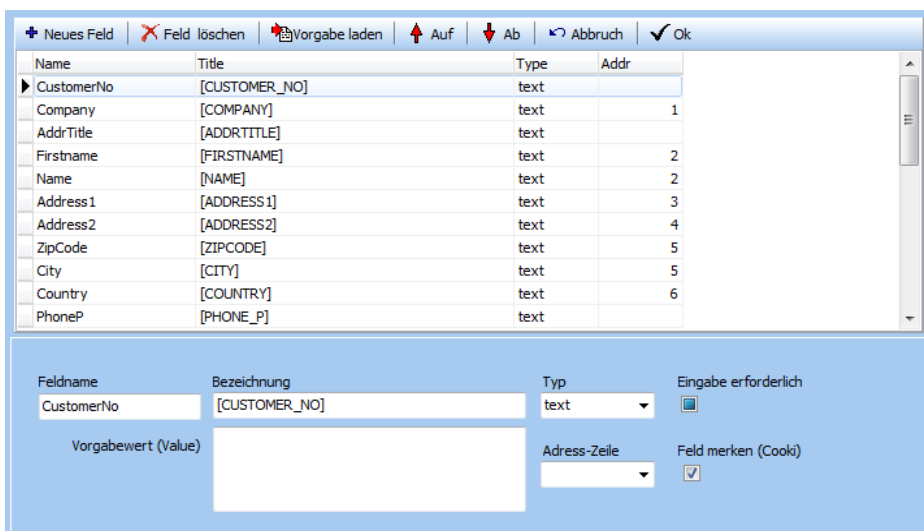 Neues Feld Feld löschen Vorgabe laden Auf Ab Abbruch Ok
Name Title Type Addr
CustomerNo [CUSTOMER_NO] text
Company [COMPANY] text 1
AddrTitle [ADDRTITLE] text
Firstname [FIRSTNAME] text 2
Name [NAME] text 2
Address1 [ADDRESS1] text 3
Address2 [ADDRESS2] text 4
ZipCode [ZIPCODE] text 5
City [CITY] text 5
Country [COUNTRY] text 6
PhoneP [PHONE_P] text
Feldname Bezeichnung Typ Eingabe erforderlich
CustomerNo [CUSTOMER_NO] text
Vorgabewert (Value) Adress-Zeile Feld merken (Cooki)